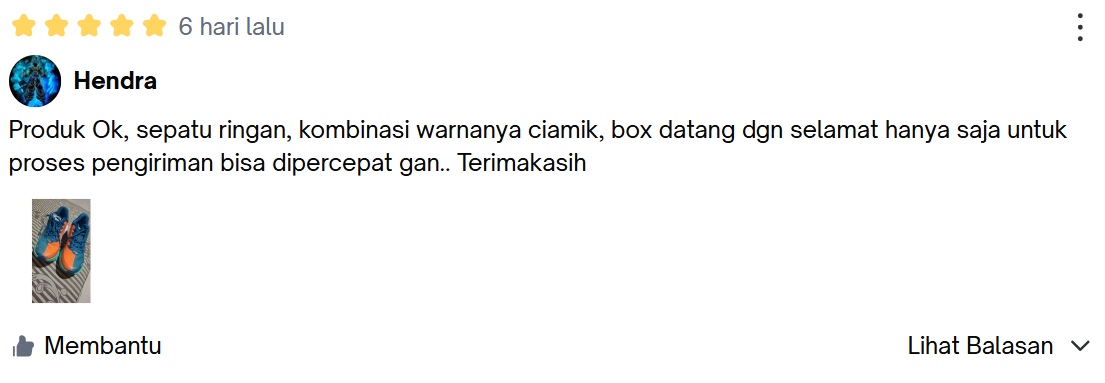 6 hari lalu
Hendra
Produk Ok, sepatu ringan, kombinasi warnanya ciamik, box datang dgn selamat hanya saja untuk
proses pengiriman bisa dipercepat gan.. Terimakasih
Membantu
Lihat Balasan